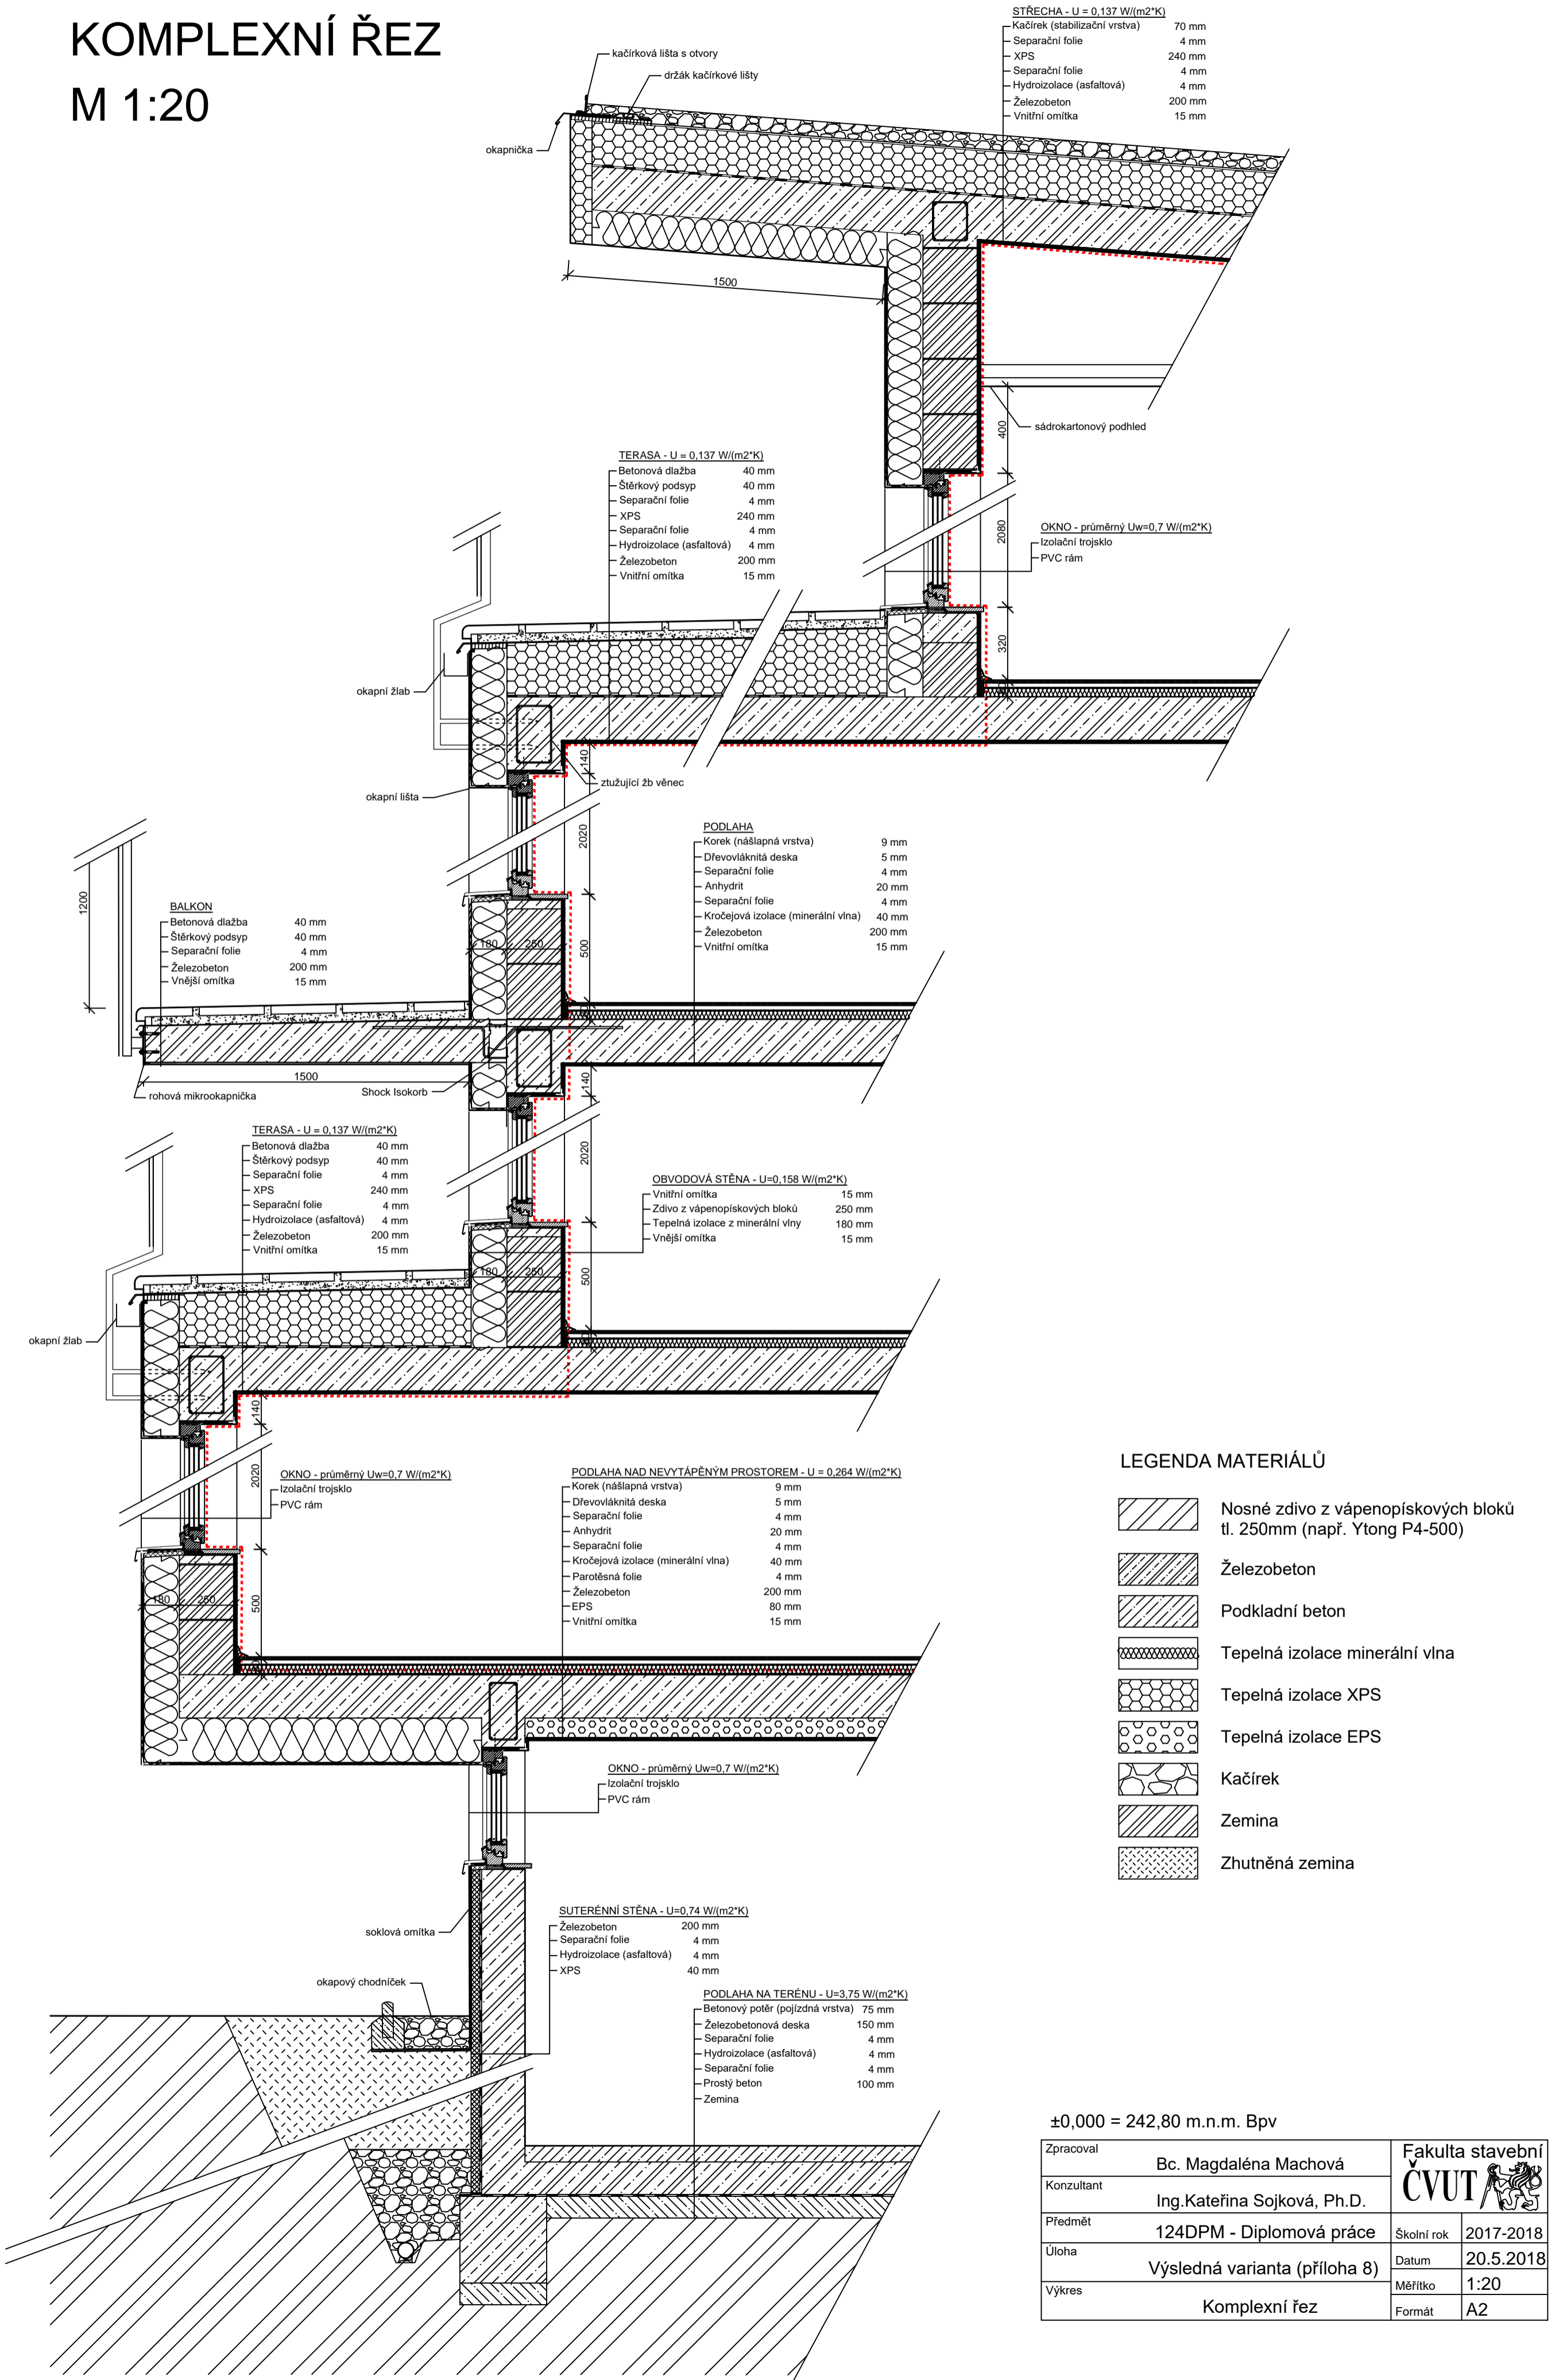 KOMPLEXNÍ ŘEZ
M 1:20
kačírková lišta s otvory
držák kačírkové lišty
okapnička
STŘECHA - U = 0,137 W/(m2*K)
Kačírek (stabilizační vrstva) 70 mm
Separační folie 4 mm
XPS 240 mm
Separační folie 4 mm
Hydroizolace (asfaltová) 4 mm
Železobeton 200 mm
Vnitřní omítka 15 mm
1500
sádrokartonový podhled
400
TERASA - U = 0,137 W/(m2*K)
Betonová dlažba 40 mm
Štěrkový podsyp 40 mm
Separační folie 4 mm
XPS 240 mm
Separační folie 4 mm
Hydroizolace (asfaltová) 4 mm
Železobeton 200 mm
Vnitřní omítka 15 mm
2080
OKNO - průměrný Uw=0,7 W/(m2*K)
Izolační trojsklo
PVC rám
320
okapní žlab
140
ztužující žb věnec
okapní lišta
2020
PODLAHA
Korek (nášlapná vrstva) 9 mm
Dřevovláknitá deska 5 mm
Separační folie 4 mm
Anhydrit 20 mm
Separační folie 4 mm
Kročejová izolace (minerální vlna) 40 mm
Železobeton 200 mm
Vnitřní omítka 15 mm
1200
BALKON
Betonová dlažba 40 mm
Štěrkový podsyp 40 mm
Separační folie 4 mm
Železobeton 200 mm
Vnější omítka 15 mm
180 250
500
1500
rohová mikrookapnička
Shock Isokorb
140
2020
TERASA - U = 0,137 W/(m2*K)
Betonová dlažba 40 mm
Štěrkový podsyp 40 mm
Separační folie 4 mm
XPS 240 mm
Separační folie 4 mm
Hydroizolace (asfaltová) 4 mm
Železobeton 200 mm
Vnitřní omítka 15 mm
OBVODOVÁ STĚNA - U=0,158 W/(m2*K)
Vnitřní omítka 15 mm
Zdivo z vápenopískových bloků 250 mm
Tepelná izolace z minerální vlny 180 mm
Vnější omítka 15 mm
180 250
500
okapní žlab
140
2020
OKNO - průměrný Uw=0,7 W/(m2*K)
Izolační trojsklo
PVC rám
PODLAHA NAD NEVYTÁPĚNÝM PROSTOREM - U = 0,264 W/(m2*K)
Korek (nášlapná vrstva) 9 mm
Dřevovláknitá deska 5 mm
Separační folie 4 mm
Anhydrit 20 mm
Separační folie 4 mm
Kročejová izolace (minerální vlna) 40 mm
Parotěsná folie 4 mm
Železobeton 200 mm
EPS 80 mm
Vnitřní omítka 15 mm
180 250
500
OKNO - průměrný Uw=0,7 W/(m2*K)
Izolační trojsklo
PVC rám
soklová omítka
SUTERÉNNÍ STĚNA - U=0,74 W/(m2*K)
Železobeton 200 mm
Separační folie 4 mm
Hydroizolace (asfaltová) 4 mm
XPS 40 mm
okapový chodníček
PODLAHA NA TERÉNU - U=3,75 W/(m2*K)
Betonový potěr (pojízdná vrstva) 75 mm
Železobetonová deska 150 mm
Separační folie 4 mm
Hydroizolace (asfaltová) 4 mm
Separační folie 4 mm
Prostý beton 100 mm
Zemina
LEGENDA MATERIÁLŮ
Nosné zdivo z vápenopískových bloků
tl. 250mm (např. Ytong P4-500)
Železobeton
Podkladní beton
Tepelná izolace minerální vlna
Tepelná izolace XPS
Tepelná izolace EPS
Kačírek
Zemina
Zhutněná zemina
±0,000 = 242,80 m.n.m. Bpv
Zpracoval
Bc. Magdaléna Machová
Konzultant
Ing.Kateřina Sojková, Ph.D.
Předmět
124DPM - Diplomová práce
Úloha
Výsledná varianta (příloha 8)
Výkres
Komplexní řez
Fakulta stavební
ČVUT
Školní rok 2017-2018
Datum 20.5.2018
Měřítko 1:20
Formát A2